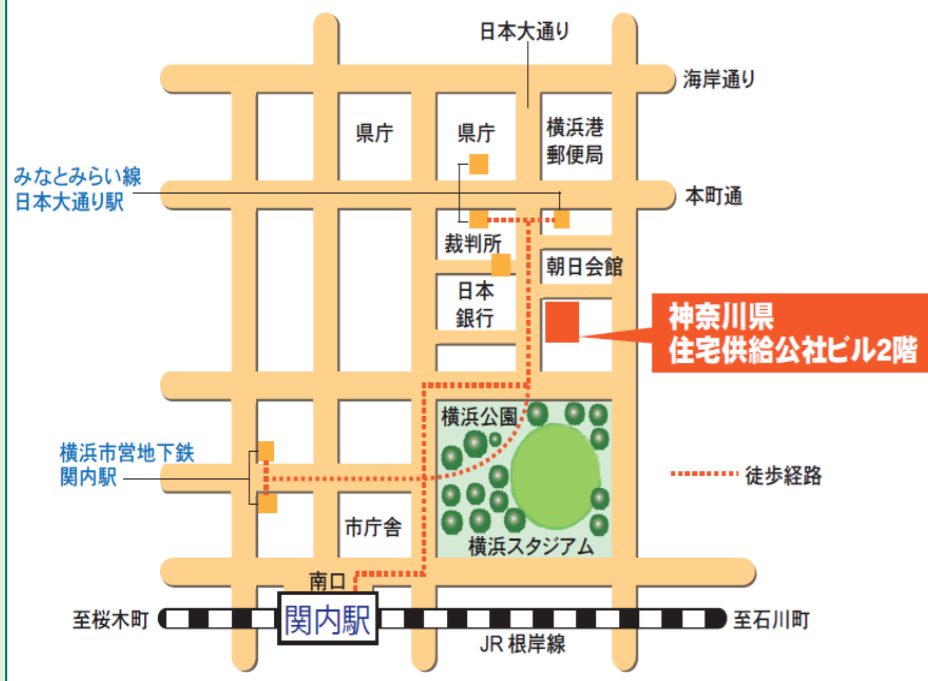 日本大通り
海岸通り
県庁
県庁
横浜港
郵便局
みなとみらい線
日本大通り駅
本町通
裁判所
朝日会館
日本
銀行
神奈川県
住宅供給公社ビル2階
横浜公園
横浜市営地下鉄
関内駅
徒歩経路
市庁舎
横浜スタジアム
南口
至桜木町
関内駅
至石川町
JR根岸線